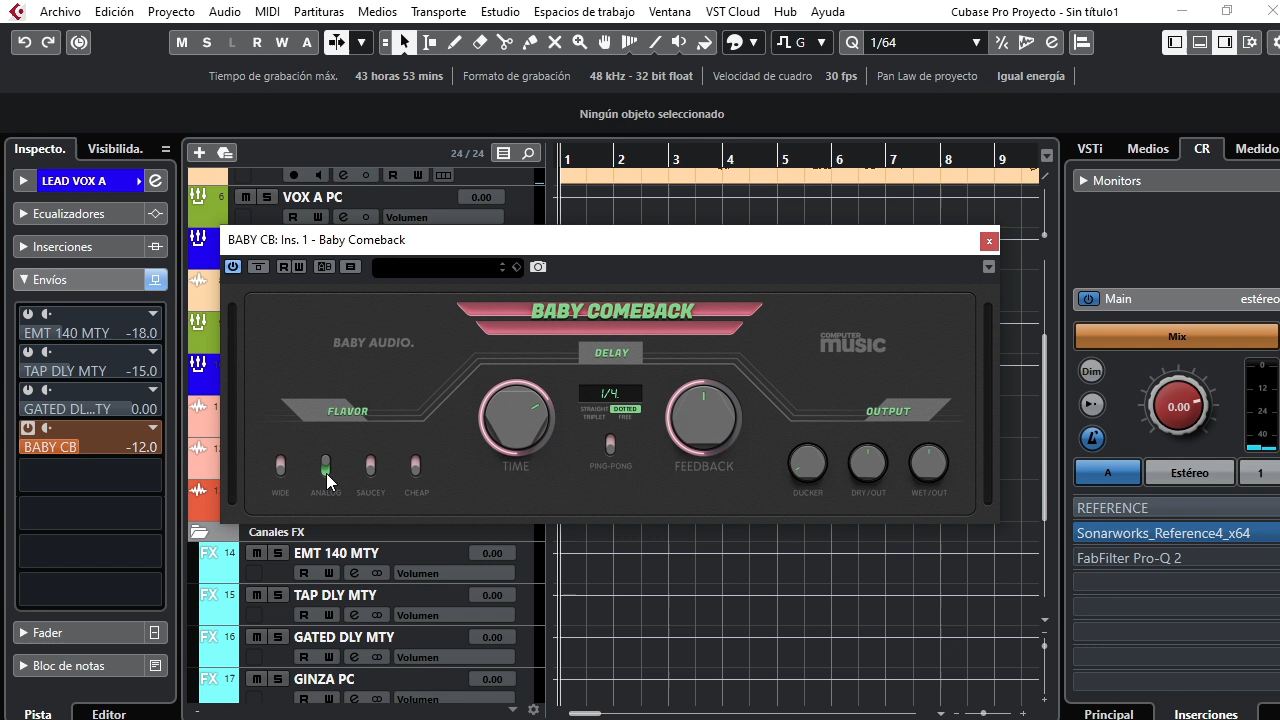 Archivo Edición Proyecto Audio MIDI Partituras Medios Transporte Estudio Espacios de trabajo Ventana VST Cloud Hub Ayuda Cubase Pro Proyecto - Sin título1
M S L R W A G Q 1/64
Tiempo de grabación máx. 43 horas 53 mins Formato de grabación 48 kHz - 32 bit float Velocidad de cuadro 30 fps Pan Law de proyecto Igual energía
Ningún objeto seleccionado
Inspecto. Visibilida.
24 / 24
1 2 3 4 5 6 7 8 9
VSTi Medios CR Medido
LEAD VOX A
Monitors
6 m S VOX A PC 0.00
R W e Volumen
Ecualizadores
Inserciones
Envíos
BABY CB: Ins. 1 - Baby Comeback
x
Main estéreo
Mix
EMT 140 MTY -18.0
TAP DLY MTY -15.0
GATED DL...TY 0.00
BABY CB -12.0
BABY COMEBACK
BABY AUDIO.
COMPUTER
music
DELAY
FLAVOR
OUTPUT
1/4.
STRAIGHT DOTTED
TRIPLET FREE
PING-PONG
TIME
FEEDBACK
WIDE ANALOG SAUCEY CHEAP
DUCKER DRY/OUT WET/OUT
Dim
0.00
0
12
24
40
A Estéreo 1
REFERENCE
Sonarworks_Reference4_x64
FabFilter Pro-Q 2
Canales FX
FX 14 m S EMT 140 MTY 0.00
R W e Volumen
FX 15 m S TAP DLY MTY 0.00
R W e Volumen
FX 16 m S GATED DLY MTY 0.00
R W e Volumen
FX 17 m S GINZA PC 0.00
R W e Volumen
Fader
Bloc de notas
Pista Editor
Principal Inserciones